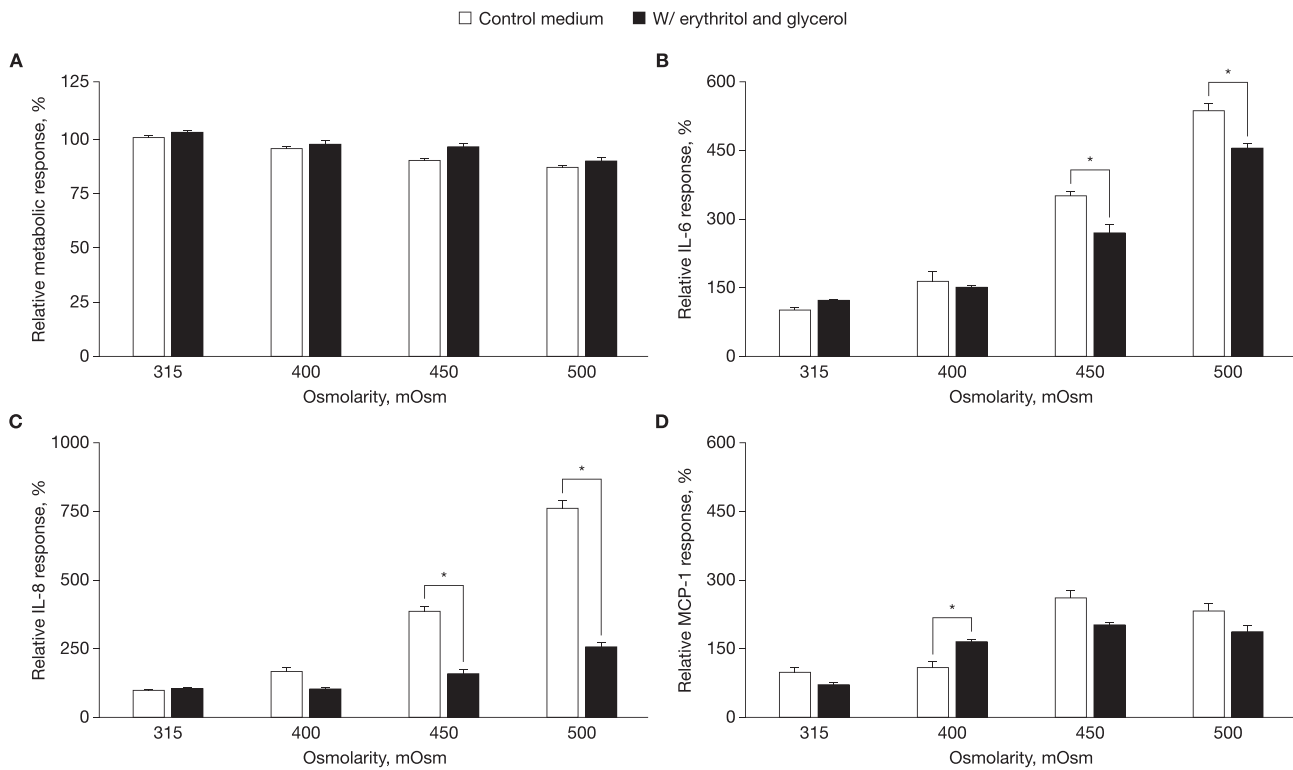 Control medium W/ erythritol and glycerol
A
Relative metabolic response, %
125
100
75
50
25
0
315 400 450 500
Osmolarity, mOsm
B
Relative IL-6 response, %
600
450
300
150
0
*
*
315 400 450 500
Osmolarity, mOsm
C
Relative IL-8 response, %
1000
750
500
250
0
*
*
315 400 450 500
Osmolarity, mOsm
D
Relative MCP-1 response, %
600
450
300
150
0
*
315 400 450 500
Osmolarity, mOsm